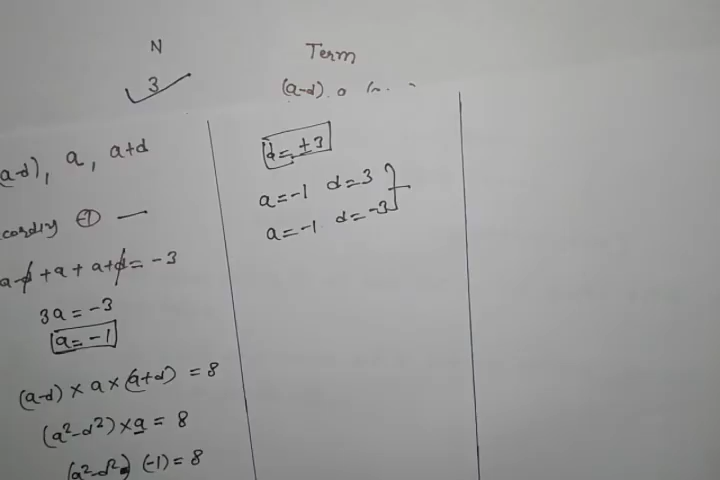 N Term
3 (a-d). a
(a-d), a, a+d
cording ① —
a-d + a + a+d = -3
3a = -3
a = -1
(a-d) × a × (a+d) = 8
(a²-d²) × a = 8
(a²-d²) (-1) = 8
d = ±3
a = -1 d = 3
a = -1 d = -3